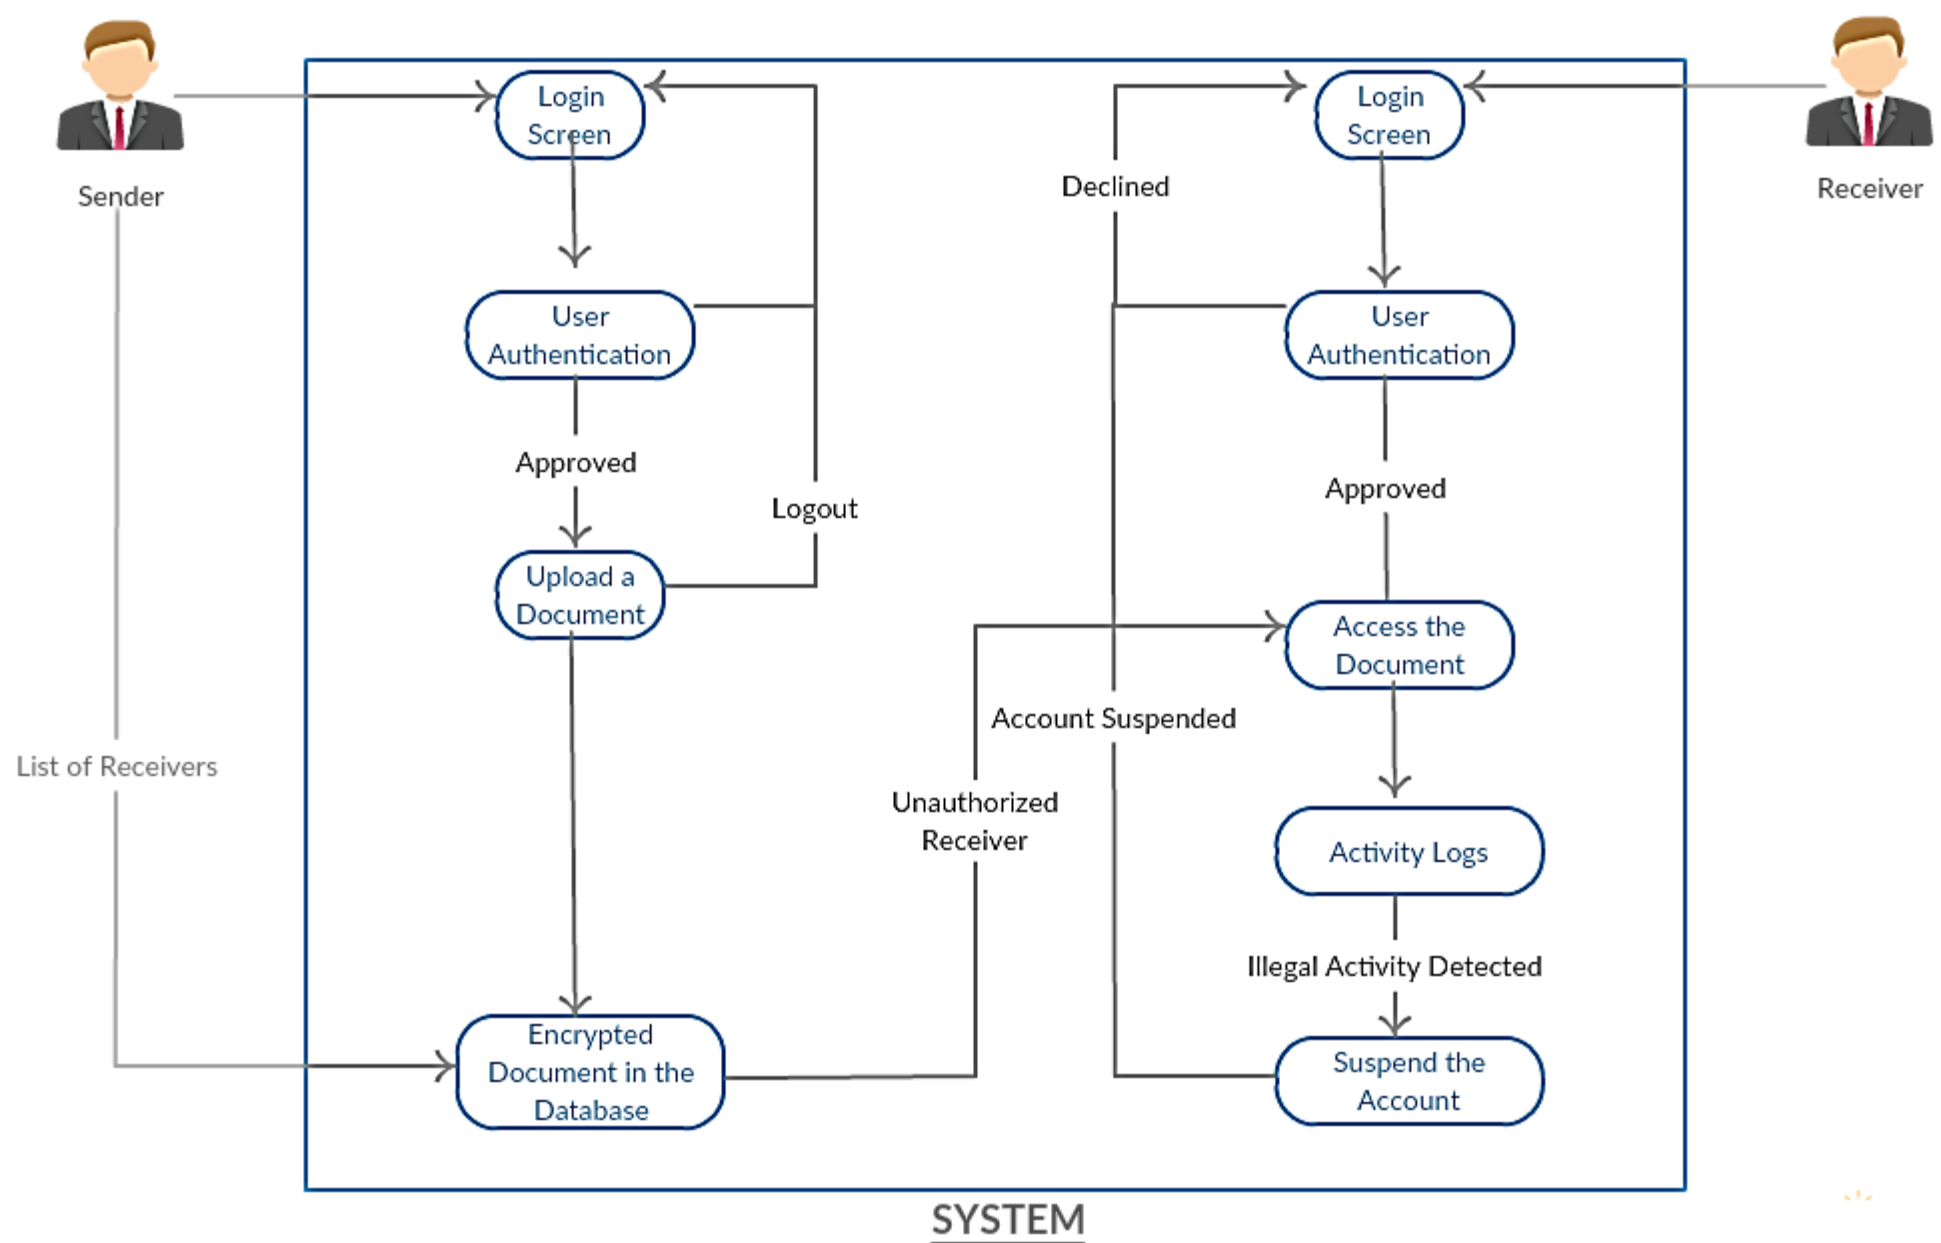 Login
Screen
Login
Screen
Sender
Declined
Receiver
User
Authentication
User
Authentication
Approved
Approved
Logout
Upload a
Document
Access the
Document
Account Suspended
List of Receivers
Unauthorized
Receiver
Activity Logs
Illegal Activity Detected
Encrypted
Document in the
Database
Suspend the
Account
SYSTEM